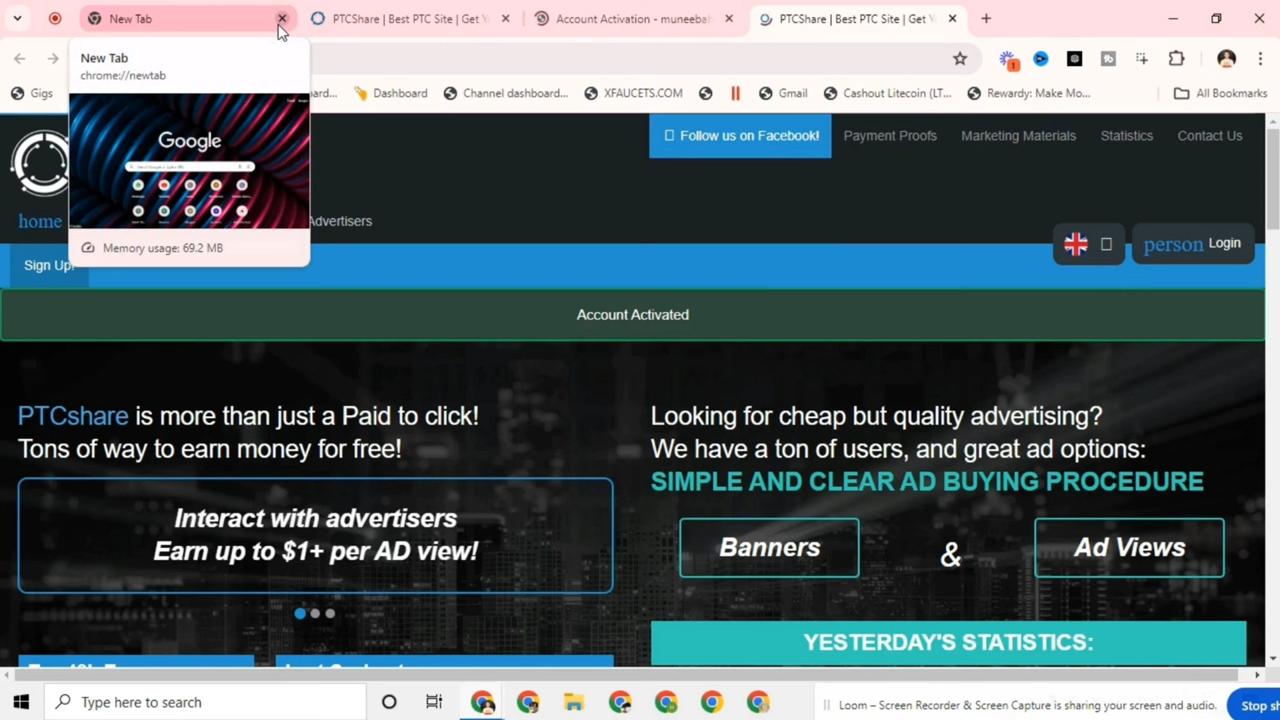 New Tab
PTCShare | Best PTC Site | Get Y
Account Activation - muneebah
PTCShare | Best PTC Site | Get Y
New Tab
chrome://newtab
Google
Memory usage: 69.2 MB
1
Gigs
ard...
Dashboard
Channel dashboard...
XFAUCETS.COM
Gmail
Cashout Litecoin (LT...
Rewardy: Make Mo...
All Bookmarks
Follow us on Facebook!
Payment Proofs
Marketing Materials
Statistics
Contact Us
home
Advertisers
person Login
Sign Up!
Account Activated
PTCshare is more than just a Paid to click!
Tons of way to earn money for free!
Interact with advertisers
Earn up to $1+ per AD view!
Looking for cheap but quality advertising?
We have a ton of users, and great ad options:
SIMPLE AND CLEAR AD BUYING PROCEDURE
Banners
&
Ad Views
YESTERDAY'S STATISTICS:
Type here to search
Loom – Screen Recorder & Screen Capture is sharing your screen and audio.
Stop sh